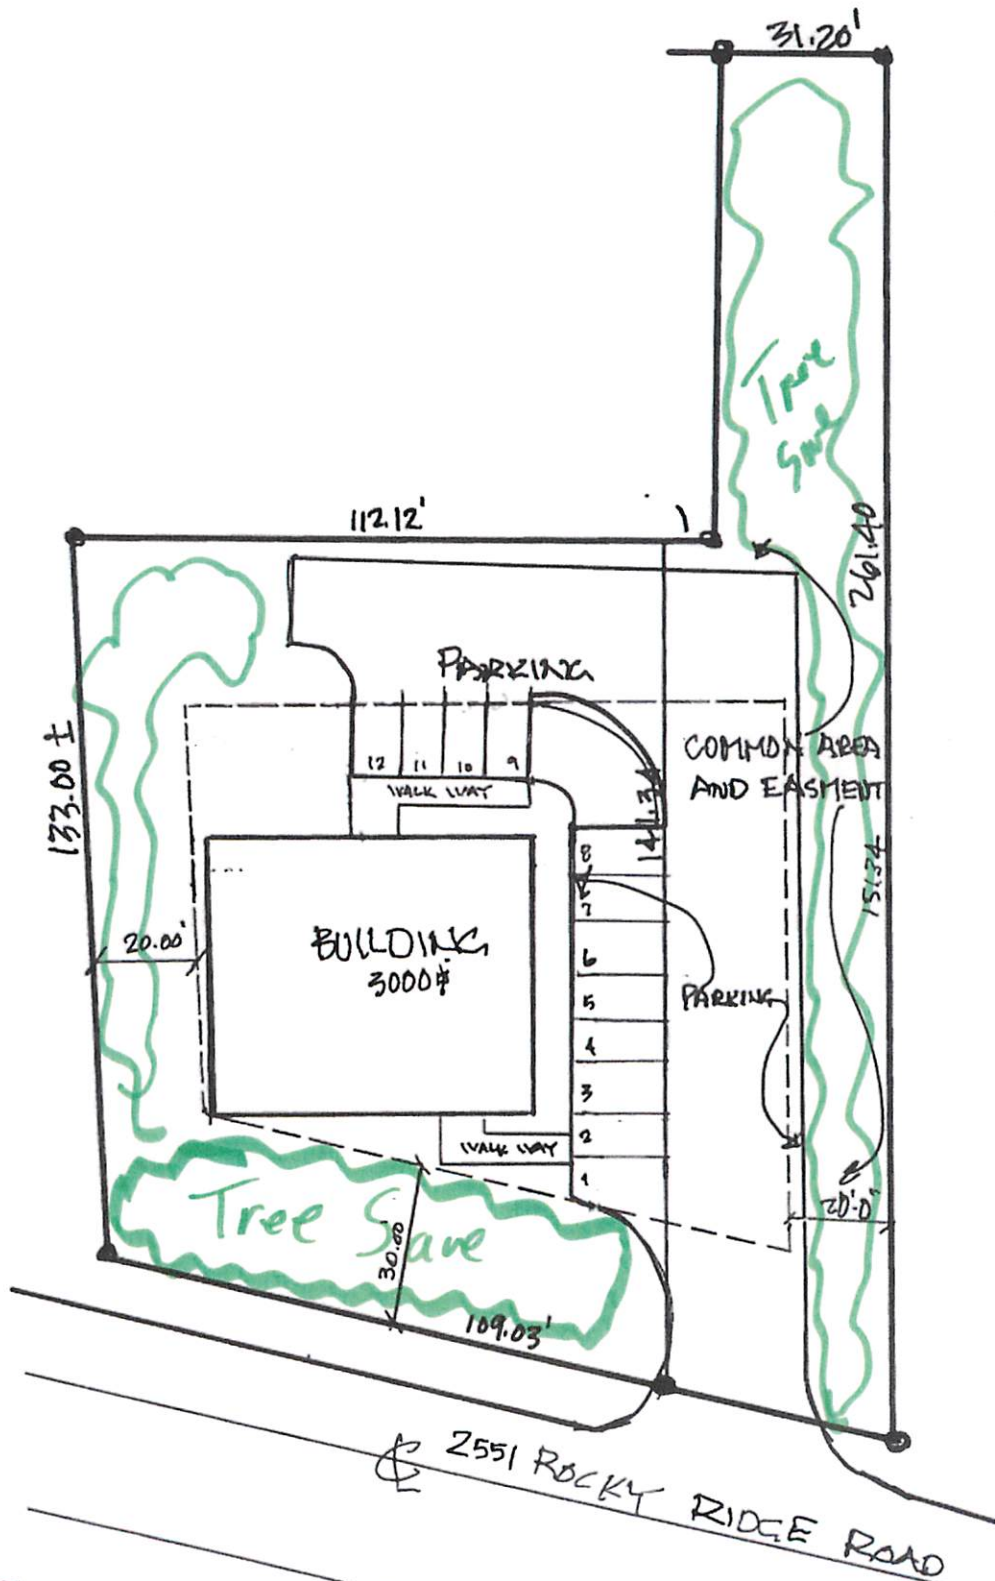 31.20'
Tree
Save
112.12'
261.40
PARKING
133.00 ±
12 11 10 9
WALK WAY
COMMON AREA
AND EASMENT
141.34
151.34
8
7
6
5
4
3
2
1
20.00'
BUILDING
3000
PARKING
WALK WAY
Tree Save
30.00
20'-0"
109.03'
℄ 2551 ROCKY RIDGE ROAD